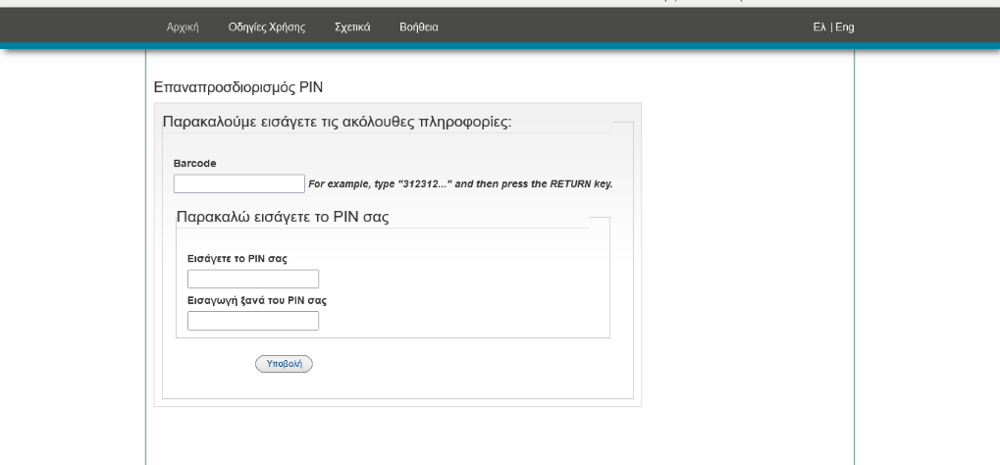 Αρχική Οδηγίες Χρήσης Σχετικά Βοήθεια Ελ | Eng
Επαναπροσδιορισμός PIN
Παρακαλούμε εισάγετε τις ακόλουθες πληροφορίες:
Barcode
For example, type "312312..." and then press the RETURN key.
Παρακαλώ εισάγετε το PIN σας
Εισάγετε το PIN σας
Εισαγωγή ξανά του PIN σας
Υποβολή